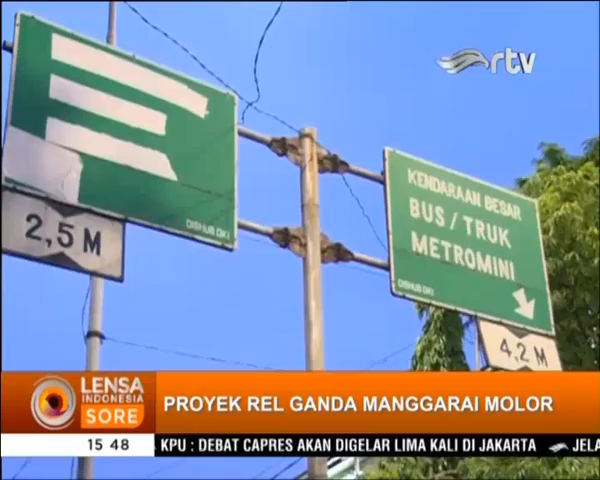 rtv
KENDARAAN BESAR
BUS / TRUK
METROMINI
DISHUB DKI
DISHUB DKI
2,5 M
4,2 M
LENSA
INDONESIA
SORE
PROYEK REL GANDA MANGGARAI MOLOR
15 48
KPU : DEBAT CAPRES AKAN DIGELAR LIMA KALI DI JAKARTA
JELA